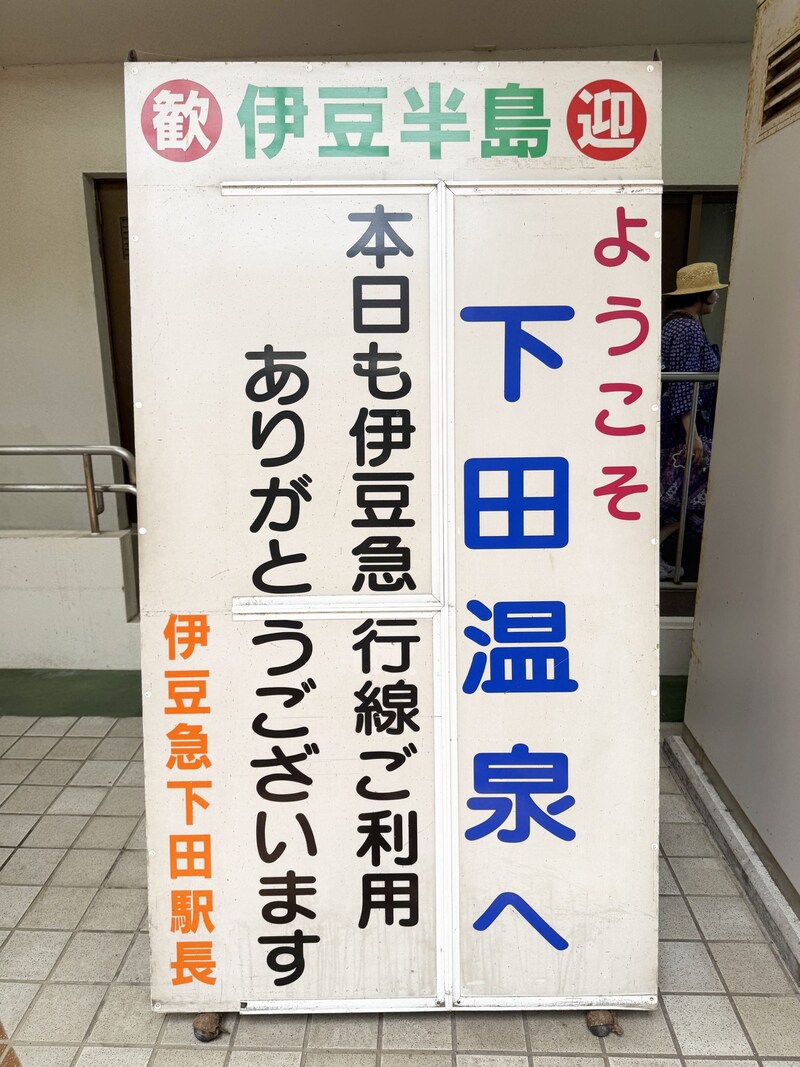 歓 伊豆半島 迎
ようこそ
下田温泉へ
本日も伊豆急行線ご利用
ありがとうございます
伊豆急下田駅長